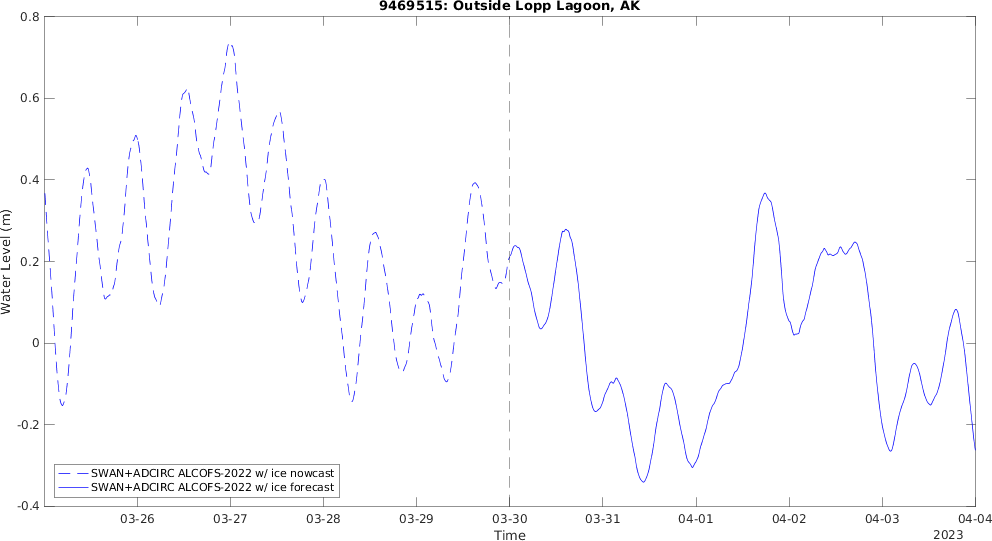 9469515: Outside Lopp Lagoon, AK
0.8
0.6
0.4
0.2
0
-0.2
-0.4
Water Level (m)
SWAN+ADCIRC ALCOFS-2022 w/ ice nowcast
SWAN+ADCIRC ALCOFS-2022 w/ ice forecast
03-26 03-27 03-28 03-29 03-30 03-31 04-01 04-02 04-03 04-04
Time
2023